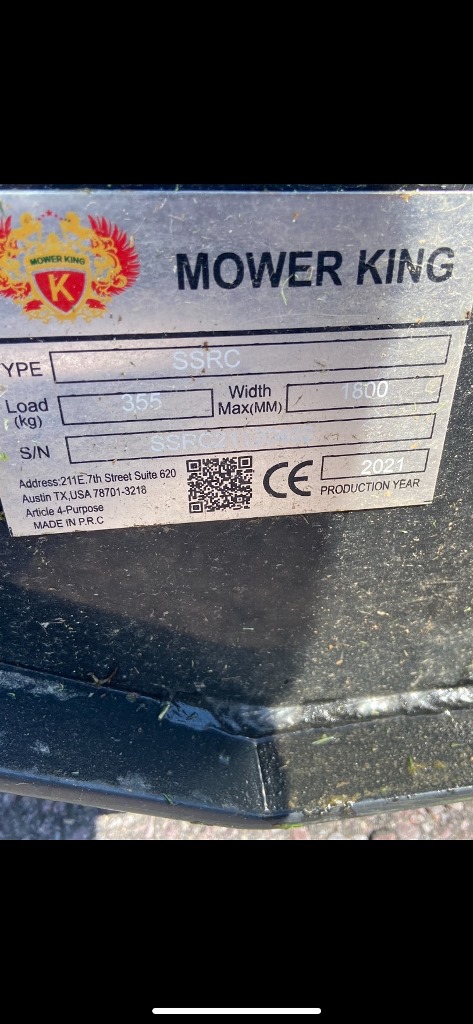 MOWER KING
K
MOWER KING
YPE SSRC
Load (kg) 355 Width Max(MM) 1800
S/N
Address:211E.7th Street Suite 620
Austin TX,USA 78701-3218
Article 4-Purpose
MADE IN P.R.C
CE
2021
PRODUCTION YEAR